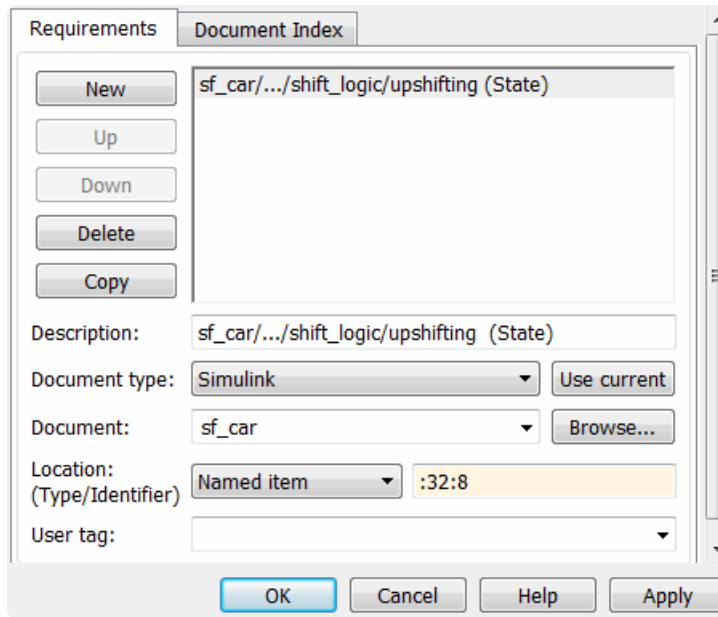 Requirements Document Index
New
sf_car/.../shift_logic/upshifting (State)
Up
Down
Delete
Copy
Description: sf_car/.../shift_logic/upshifting (State)
Document type: Simulink Use current
Document: sf_car Browse...
Location:
(Type/Identifier) Named item :32:8
User tag:
OK Cancel Help Apply